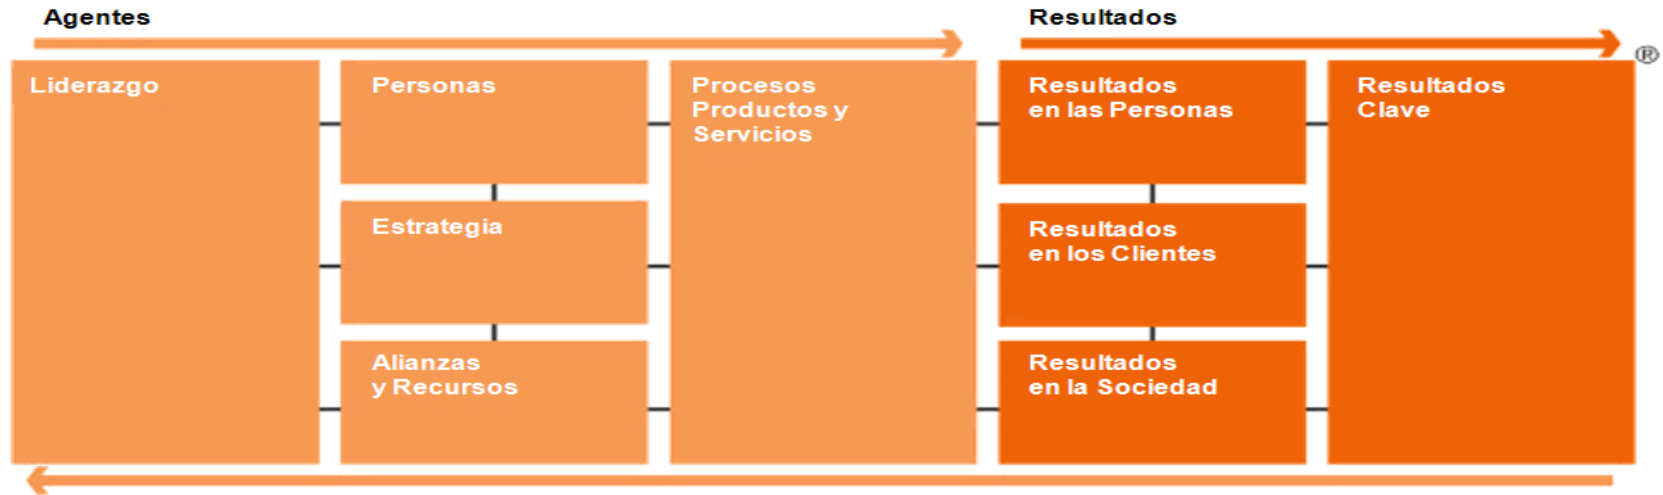 Agentes
Resultados
®
Liderazgo
Personas
Procesos
Productos y
Servicios
Resultados
en las Personas
Resultados
Clave
Estrategia
Resultados
en los Clientes
Alianzas
y Recursos
Resultados
en la Sociedad